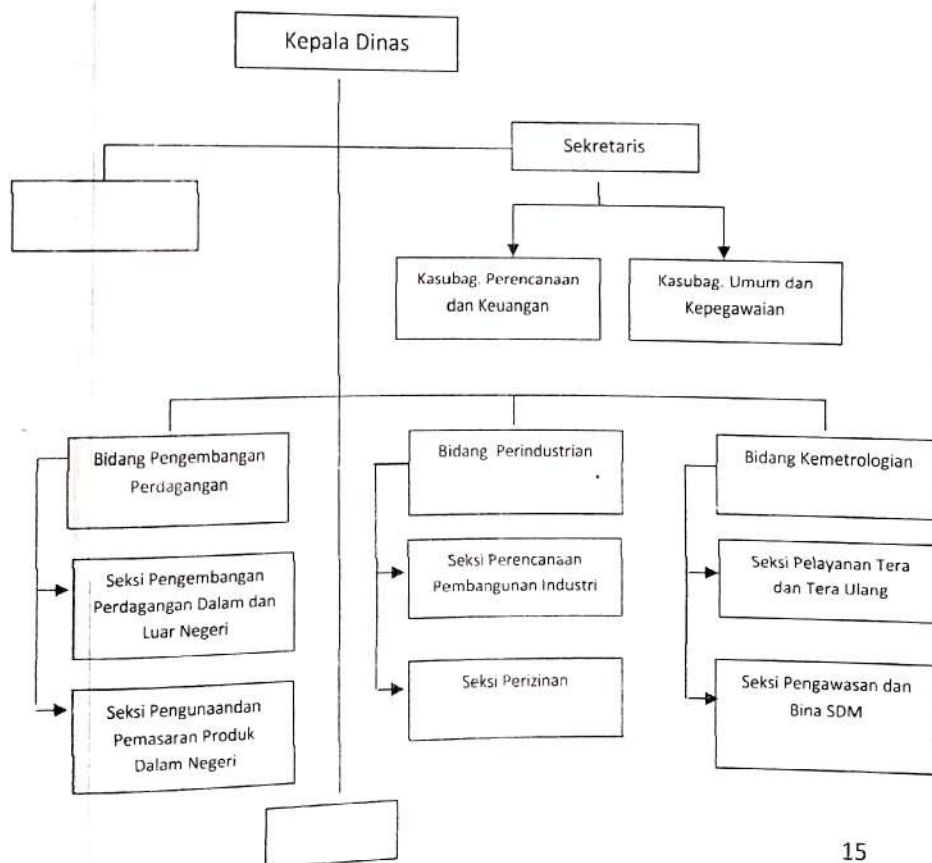 Kepala Dinas
Sekretaris
Kasubag. Perencanaan
dan Keuangan
Kasubag. Umum dan
Kepegawaian
Bidang Pengembangan
Perdagangan
Bidang Perindustrian
Bidang Kemetrologian
Seksi Pengembangan
Perdagangan Dalam dan
Luar Negeri
Seksi Perencanaan
Pembangunan Industri
Seksi Pelayanan Tera
dan Tera Ulang
Seksi Pengunaandan
Pemasaran Produk
Dalam Negeri
Seksi Perizinan
Seksi Pengawasan dan
Bina SDM
15